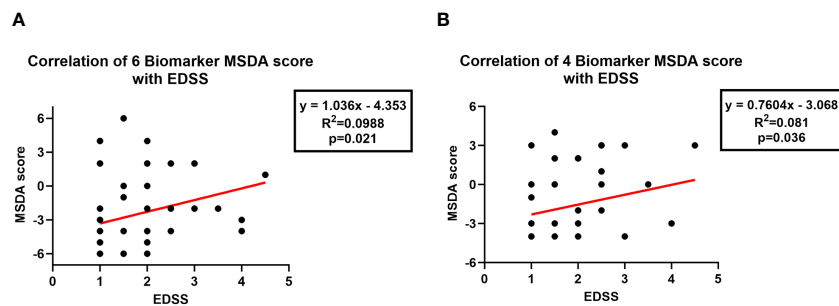 A
Correlation of 6 Biomarker MSDA score
with EDSS
y = 1.036x - 4.353
R²=0.0988
p=0.021
MSDA score
6
3
0
-3
-6
0 1 2 3 4 5
EDSS
B
Correlation of 4 Biomarker MSDA score
with EDSS
y = 0.7604x - 3.068
R²=0.081
p=0.036
MSDA score
6
3
0
-3
-6
0 1 2 3 4 5
EDSS